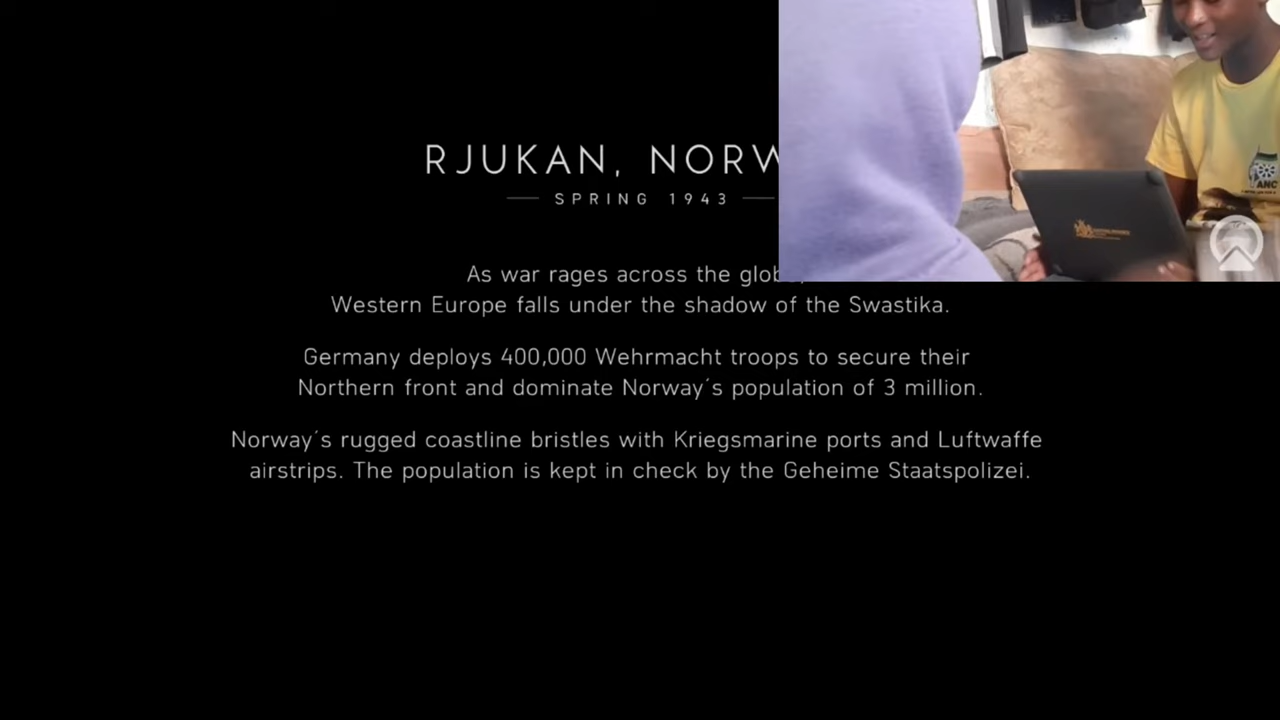 RJUKAN, NORW
SPRING 1943
As war rages across the glob
Western Europe falls under the shadow of the Swastika.
Germany deploys 400,000 Wehrmacht troops to secure their
Northern front and dominate Norway's population of 3 million.
Norway's rugged coastline bristles with Kriegsmarine ports and Luftwaffe
airstrips. The population is kept in check by the Geheime Staatspolizei.
ANC